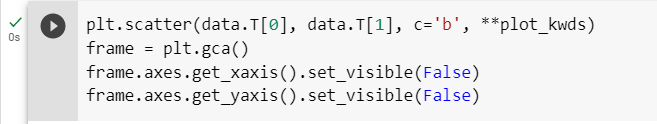 plt.scatter(data.T[0], data.T[1], c='b', **plot_kwds)
0s
frame = plt.gca()
frame.axes.get_xaxis().set_visible(False)
frame.axes.get_yaxis().set_visible(False)